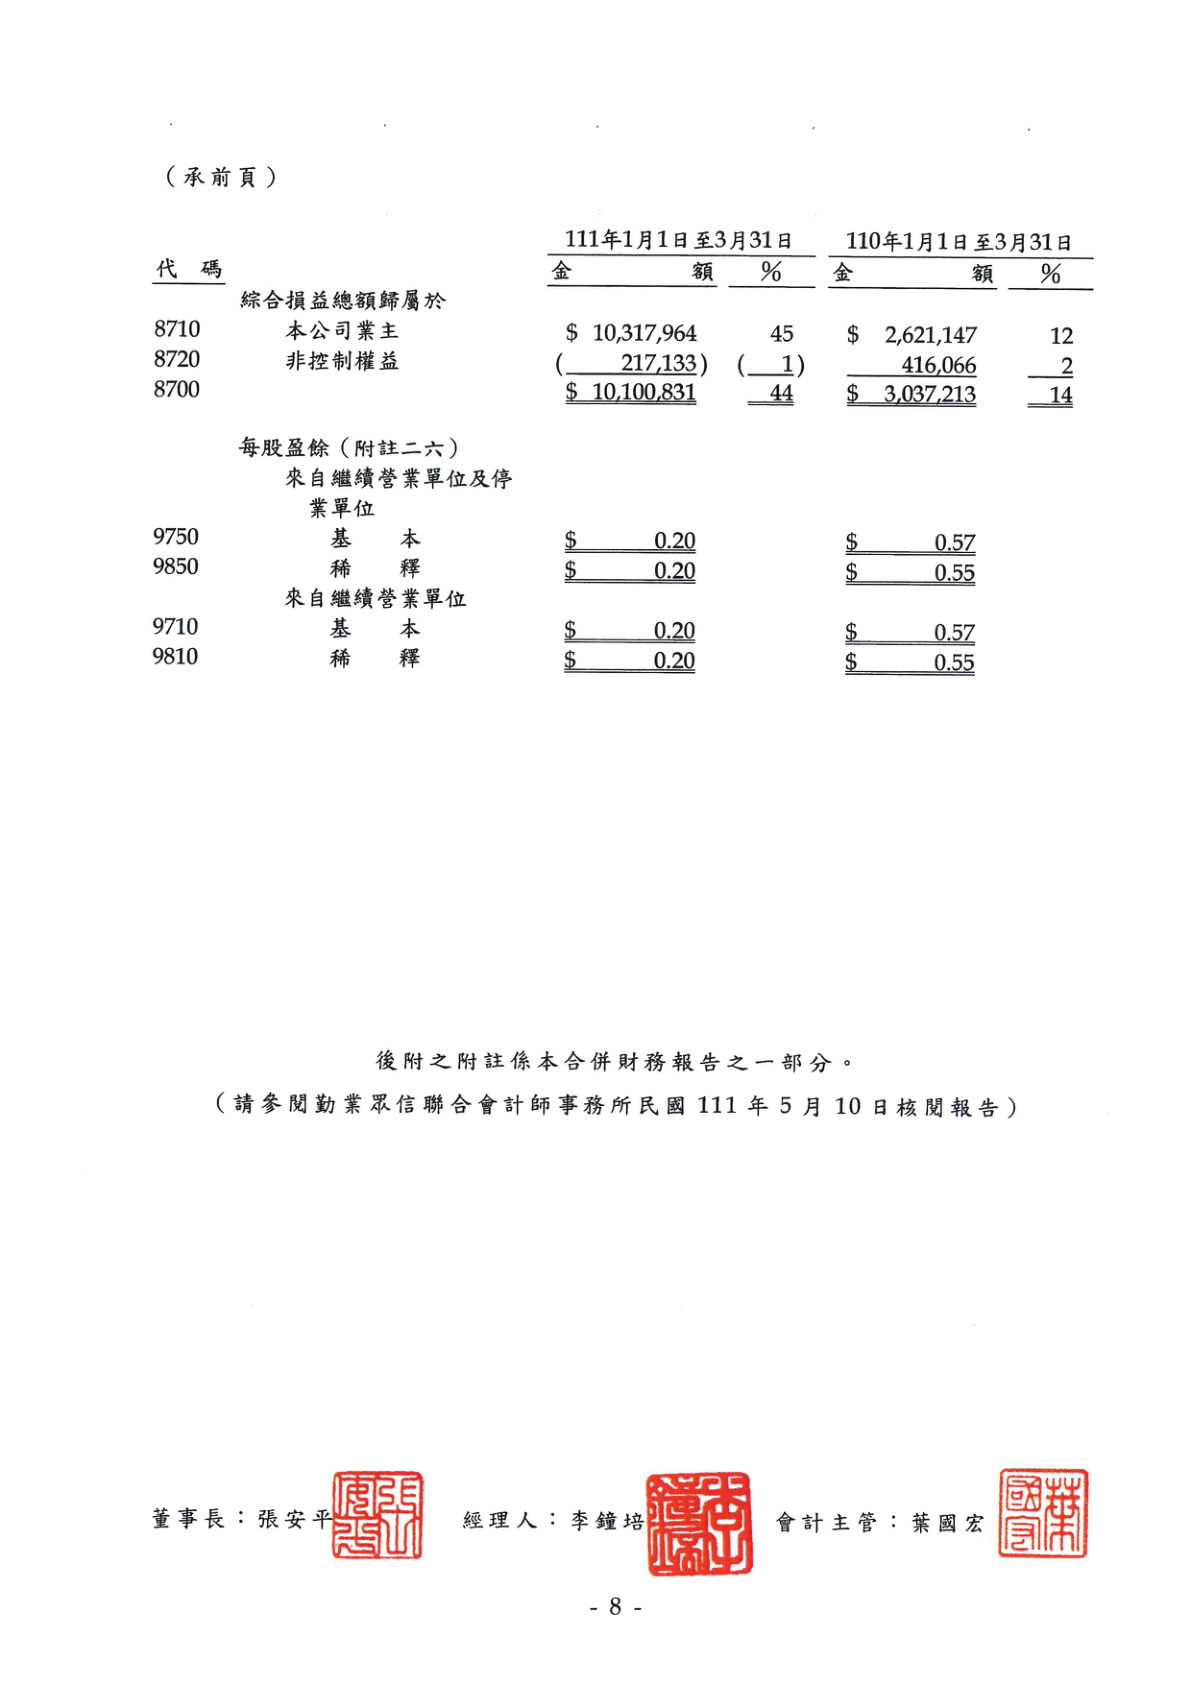 （承前頁）
111年1月1日至3月31日 110年1月1日至3月31日
代 碼 金 額 % 金 額 %
綜合損益總額歸屬於
8710 本公司業主 $ 10,317,964 45 $ 2,621,147 12
8720 非控制權益 ( 217,133) ( 1) 416,066 2
8700 $ 10,100,831 44 $ 3,037,213 14
每股盈餘（附註二六）
來自繼續營業單位及停
業單位
9750 基 本 $ 0.20 $ 0.57
9850 稀 釋 $ 0.20 $ 0.55
來自繼續營業單位
9710 基 本 $ 0.20 $ 0.57
9810 稀 釋 $ 0.20 $ 0.55
後附之附註係本合併財務報告之一部分。
（請參閱勤業眾信聯合會計師事務所民國 111 年 5 月 10 日核閱報告）
董事長：張安平 經理人：李鐘培 會計主管：葉國宏
- 8 -